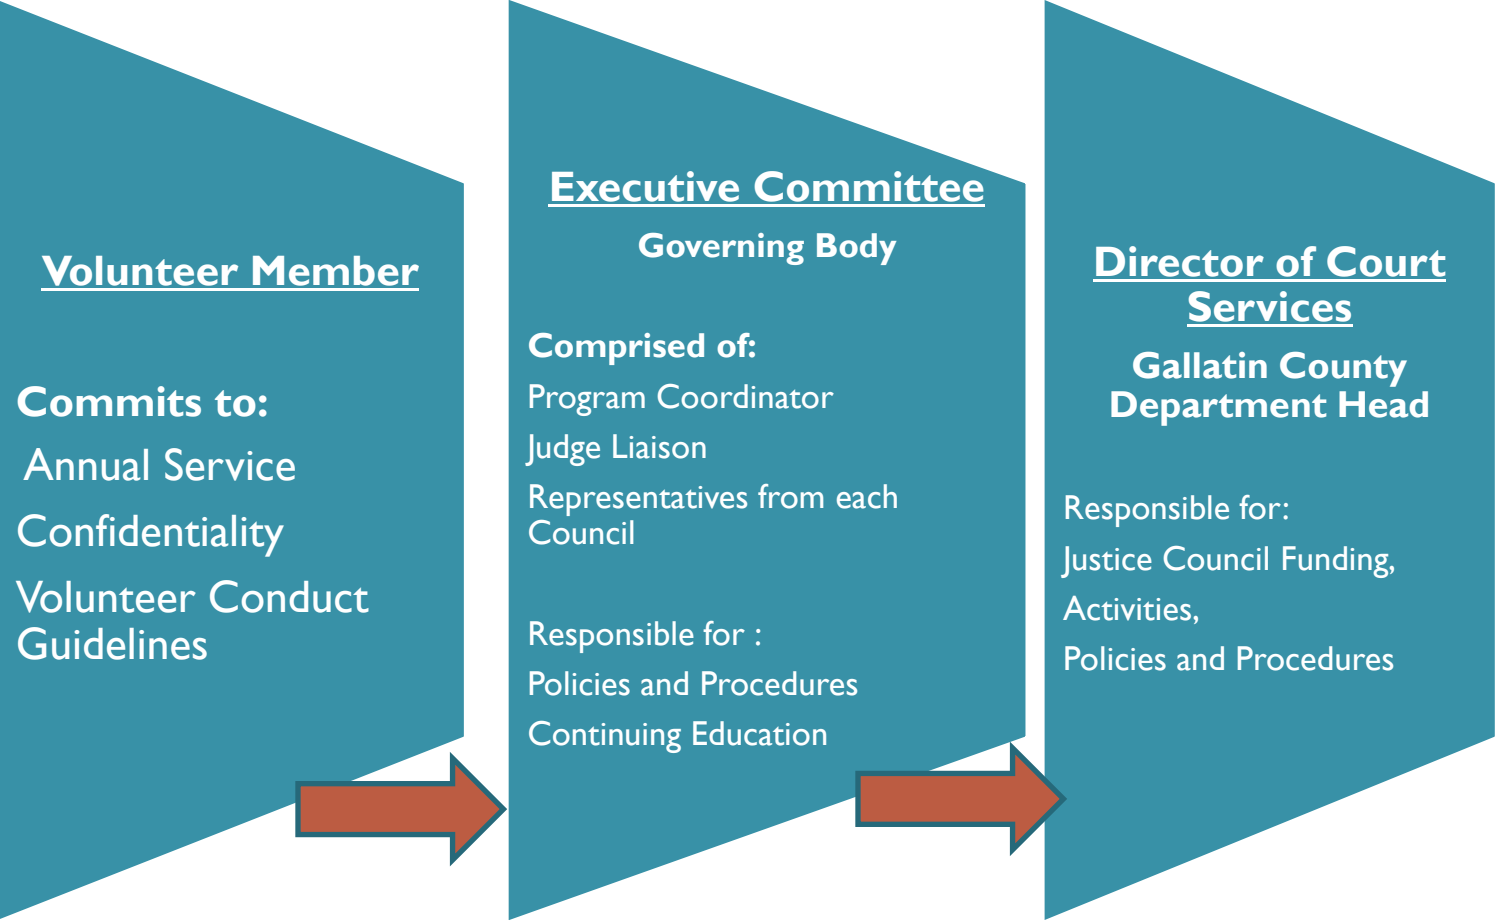 Volunteer Member
Commits to:
Annual Service
Confidentiality
Volunteer Conduct
Guidelines
Executive Committee
Governing Body
Comprised of:
Program Coordinator
Judge Liaison
Representatives from each
Council
Responsible for :
Policies and Procedures
Continuing Education
Director of Court
Services
Gallatin County
Department Head
Responsible for:
Justice Council Funding,
Activities,
Policies and Procedures